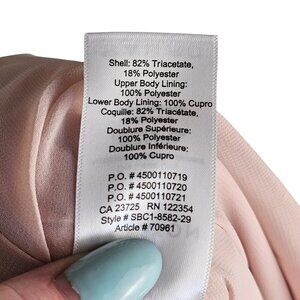 Shell: 82% Triacetate,
18% Polyester
Upper Body Lining:
100% Polyester
Lower Body Lining: 100% Cupro
Coquille: 82% Triacétate,
18% Polyester
Doublure Supérieure:
100% Polyester
Doublure Inférieure:
100% Cupro
P.O. # 4500110719
P.O. # 4500110720
P.O. # 4500110721
CA 23725 RN 122354
Style # SBC1-8582-29
Article # 70961